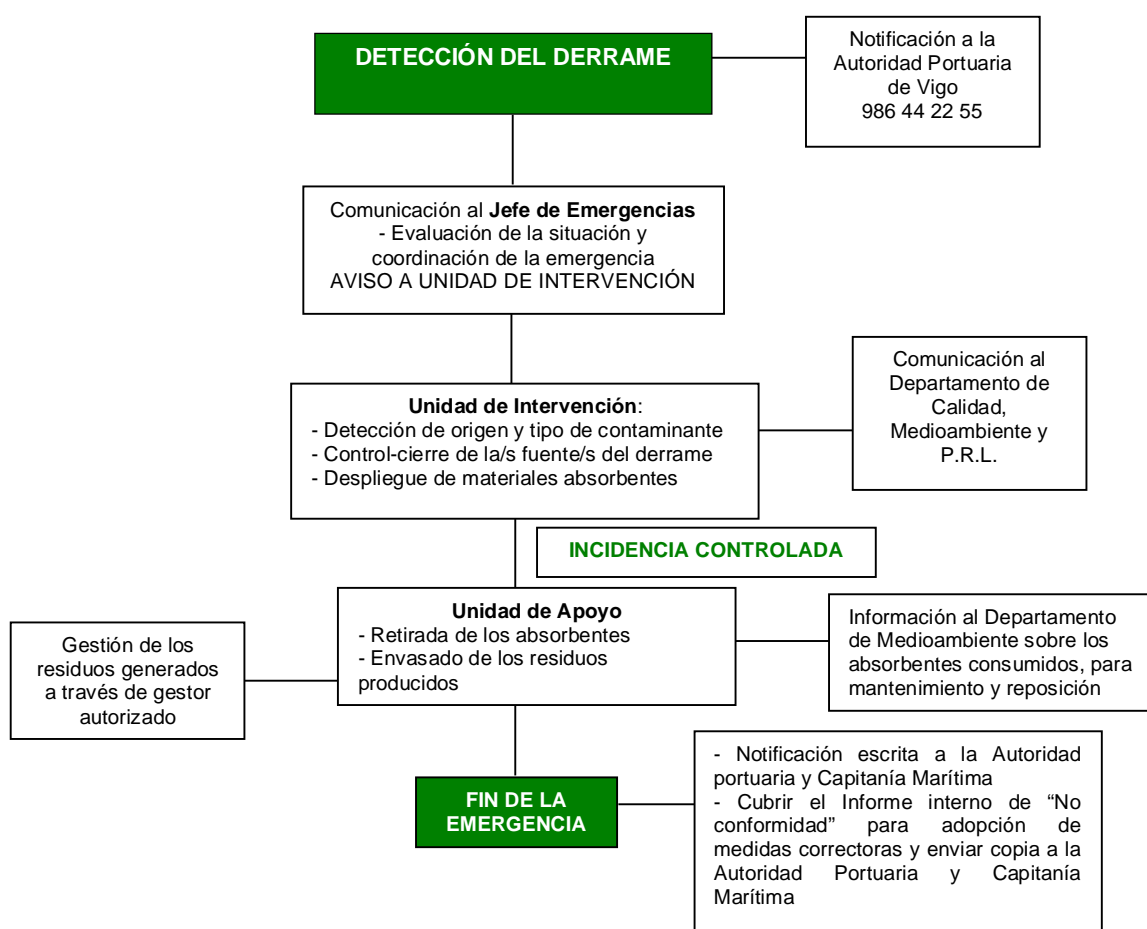 DETECCIÓN DEL DERRAME
Notificación a la
Autoridad Portuaria
de Vigo
986 44 22 55
Comunicación al Jefe de Emergencias
- Evaluación de la situación y
coordinación de la emergencia
AVISO A UNIDAD DE INTERVENCIÓN
Unidad de Intervención:
- Detección de origen y tipo de contaminante
- Control-cierre de la/s fuente/s del derrame
- Despliegue de materiales absorbentes
Comunicación al
Departamento de
Calidad,
Medioambiente y
P.R.L.
INCIDENCIA CONTROLADA
Unidad de Apoyo
- Retirada de los absorbentes
- Envasado de los residuos
producidos
Gestión de los
residuos generados
a través de gestor
autorizado
Información al Departamento
de Medioambiente sobre los
absorbentes consumidos, para
mantenimiento y reposición
FIN DE LA
EMERGENCIA
- Notificación escrita a la Autoridad
portuaria y Capitanía Marítima
- Cubrir el Informe interno de “No
conformidad” para adopción de
medidas correctoras y enviar copia a la
Autoridad Portuaria y Capitanía
Marítima